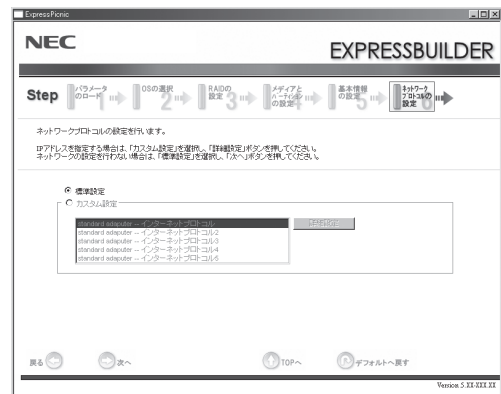 ExpressPicnic
NEC
EXPRESSBUILDER
Step
パラメータのロード 1
OSの選択 2
RAIDの設定 3
メディアとパーティションの設定 4
基本情報の設定 5
ネットワークプロトコルの設定 6
ネットワークプロトコルの設定を行います。
IPアドレスを指定する場合は、「カスタム設定」を選択し、「詳細設定」ボタンを押してください。
ネットワークの設定を行わない場合は、「標準設定」を選択し、「次へ」ボタンを押してください。
標準設定
カスタム設定
standard adaputer -- インターネットプロトコル
詳細設定
standard adaputer -- インターネットプロトコル2
standard adaputer -- インターネットプロトコル3
standard adaputer -- インターネットプロトコル4
standard adaputer -- インターネットプロトコル5
戻る
次へ
TOPへ
デフォルトへ戻す
Version 5.XX-XXX.XX